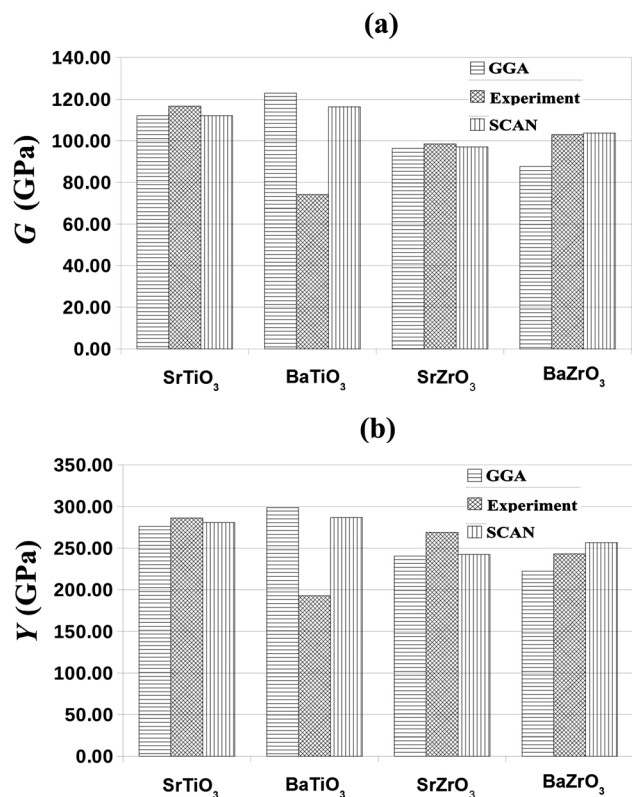 (a)
G (GPa)
140.00
120.00
100.00
80.00
60.00
40.00
20.00
0.00
GGA
Experiment
SCAN
SrTiO3 BaTiO3 SrZrO3 BaZrO3
(b)
Y (GPa)
350.00
300.00
250.00
200.00
150.00
100.00
50.00
0.00
GGA
Experiment
SCAN
SrTiO3 BaTiO3 SrZrO3 BaZrO3